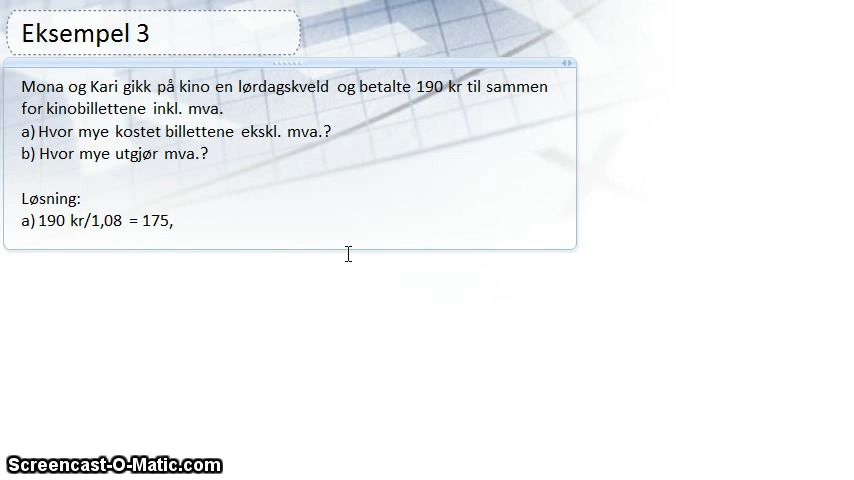 Eksempel 3
Mona og Kari gikk på kino en lørdagskveld og betalte 190 kr til sammen
for kinobillettene inkl. mva.
a) Hvor mye kostet billettene ekskl. mva.?
b) Hvor mye utgjør mva.?
Løsning:
a) 190 kr/1,08 = 175,
Screencast-O-Matic.com